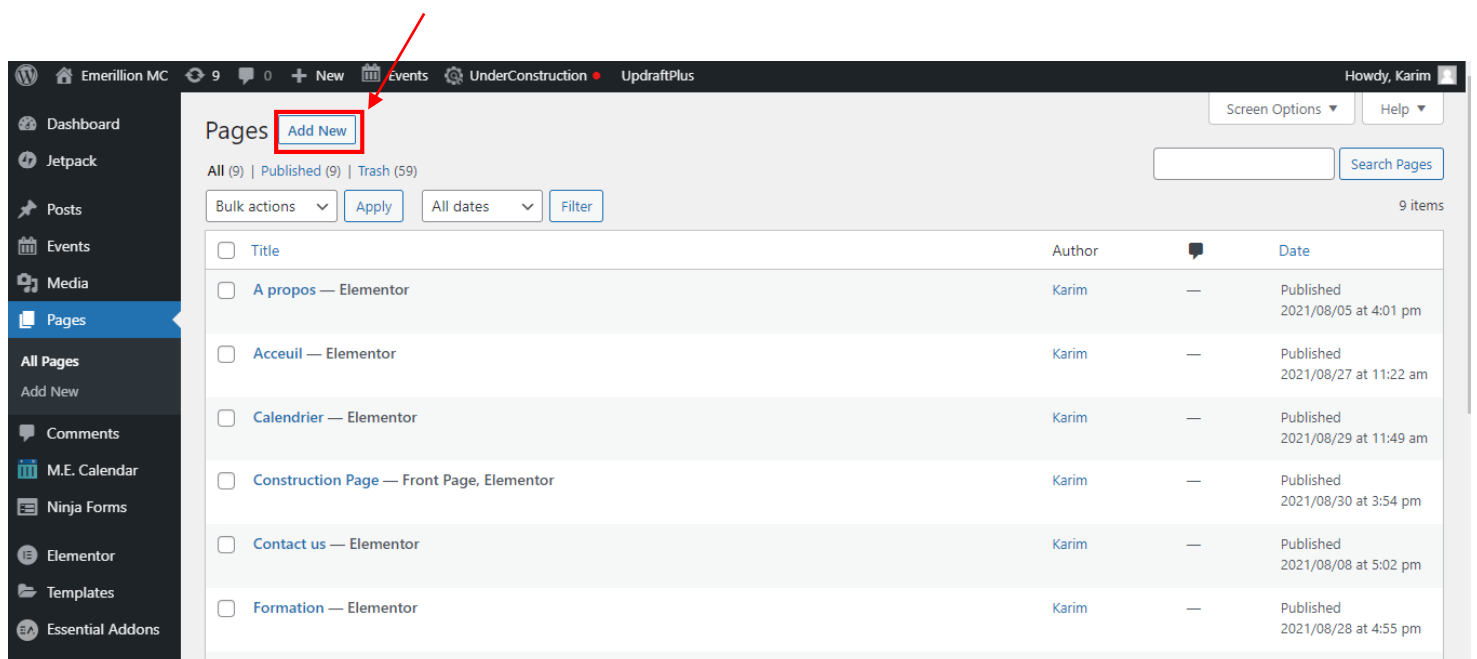 Emerillion MC 9 0 New Events UnderConstruction UpdraftPlus Howdy, Karim
Screen Options Help
Dashboard
Jetpack
Posts
Events
Media
Pages
All Pages
Add New
Comments
M.E. Calendar
Ninja Forms
Elementor
Templates
Essential Addons
Pages Add New
All (9) | Published (9) | Trash (59)
Search Pages
Bulk actions Apply All dates Filter 9 items
Title Author Date
A propos — Elementor Karim — Published
2021/08/05 at 4:01 pm
Acceuil — Elementor Karim — Published
2021/08/27 at 11:22 am
Calendrier — Elementor Karim — Published
2021/08/29 at 11:49 am
Construction Page — Front Page, Elementor Karim — Published
2021/08/30 at 3:54 pm
Contact us — Elementor Karim — Published
2021/08/08 at 5:02 pm
Formation — Elementor Karim — Published
2021/08/28 at 4:55 pm